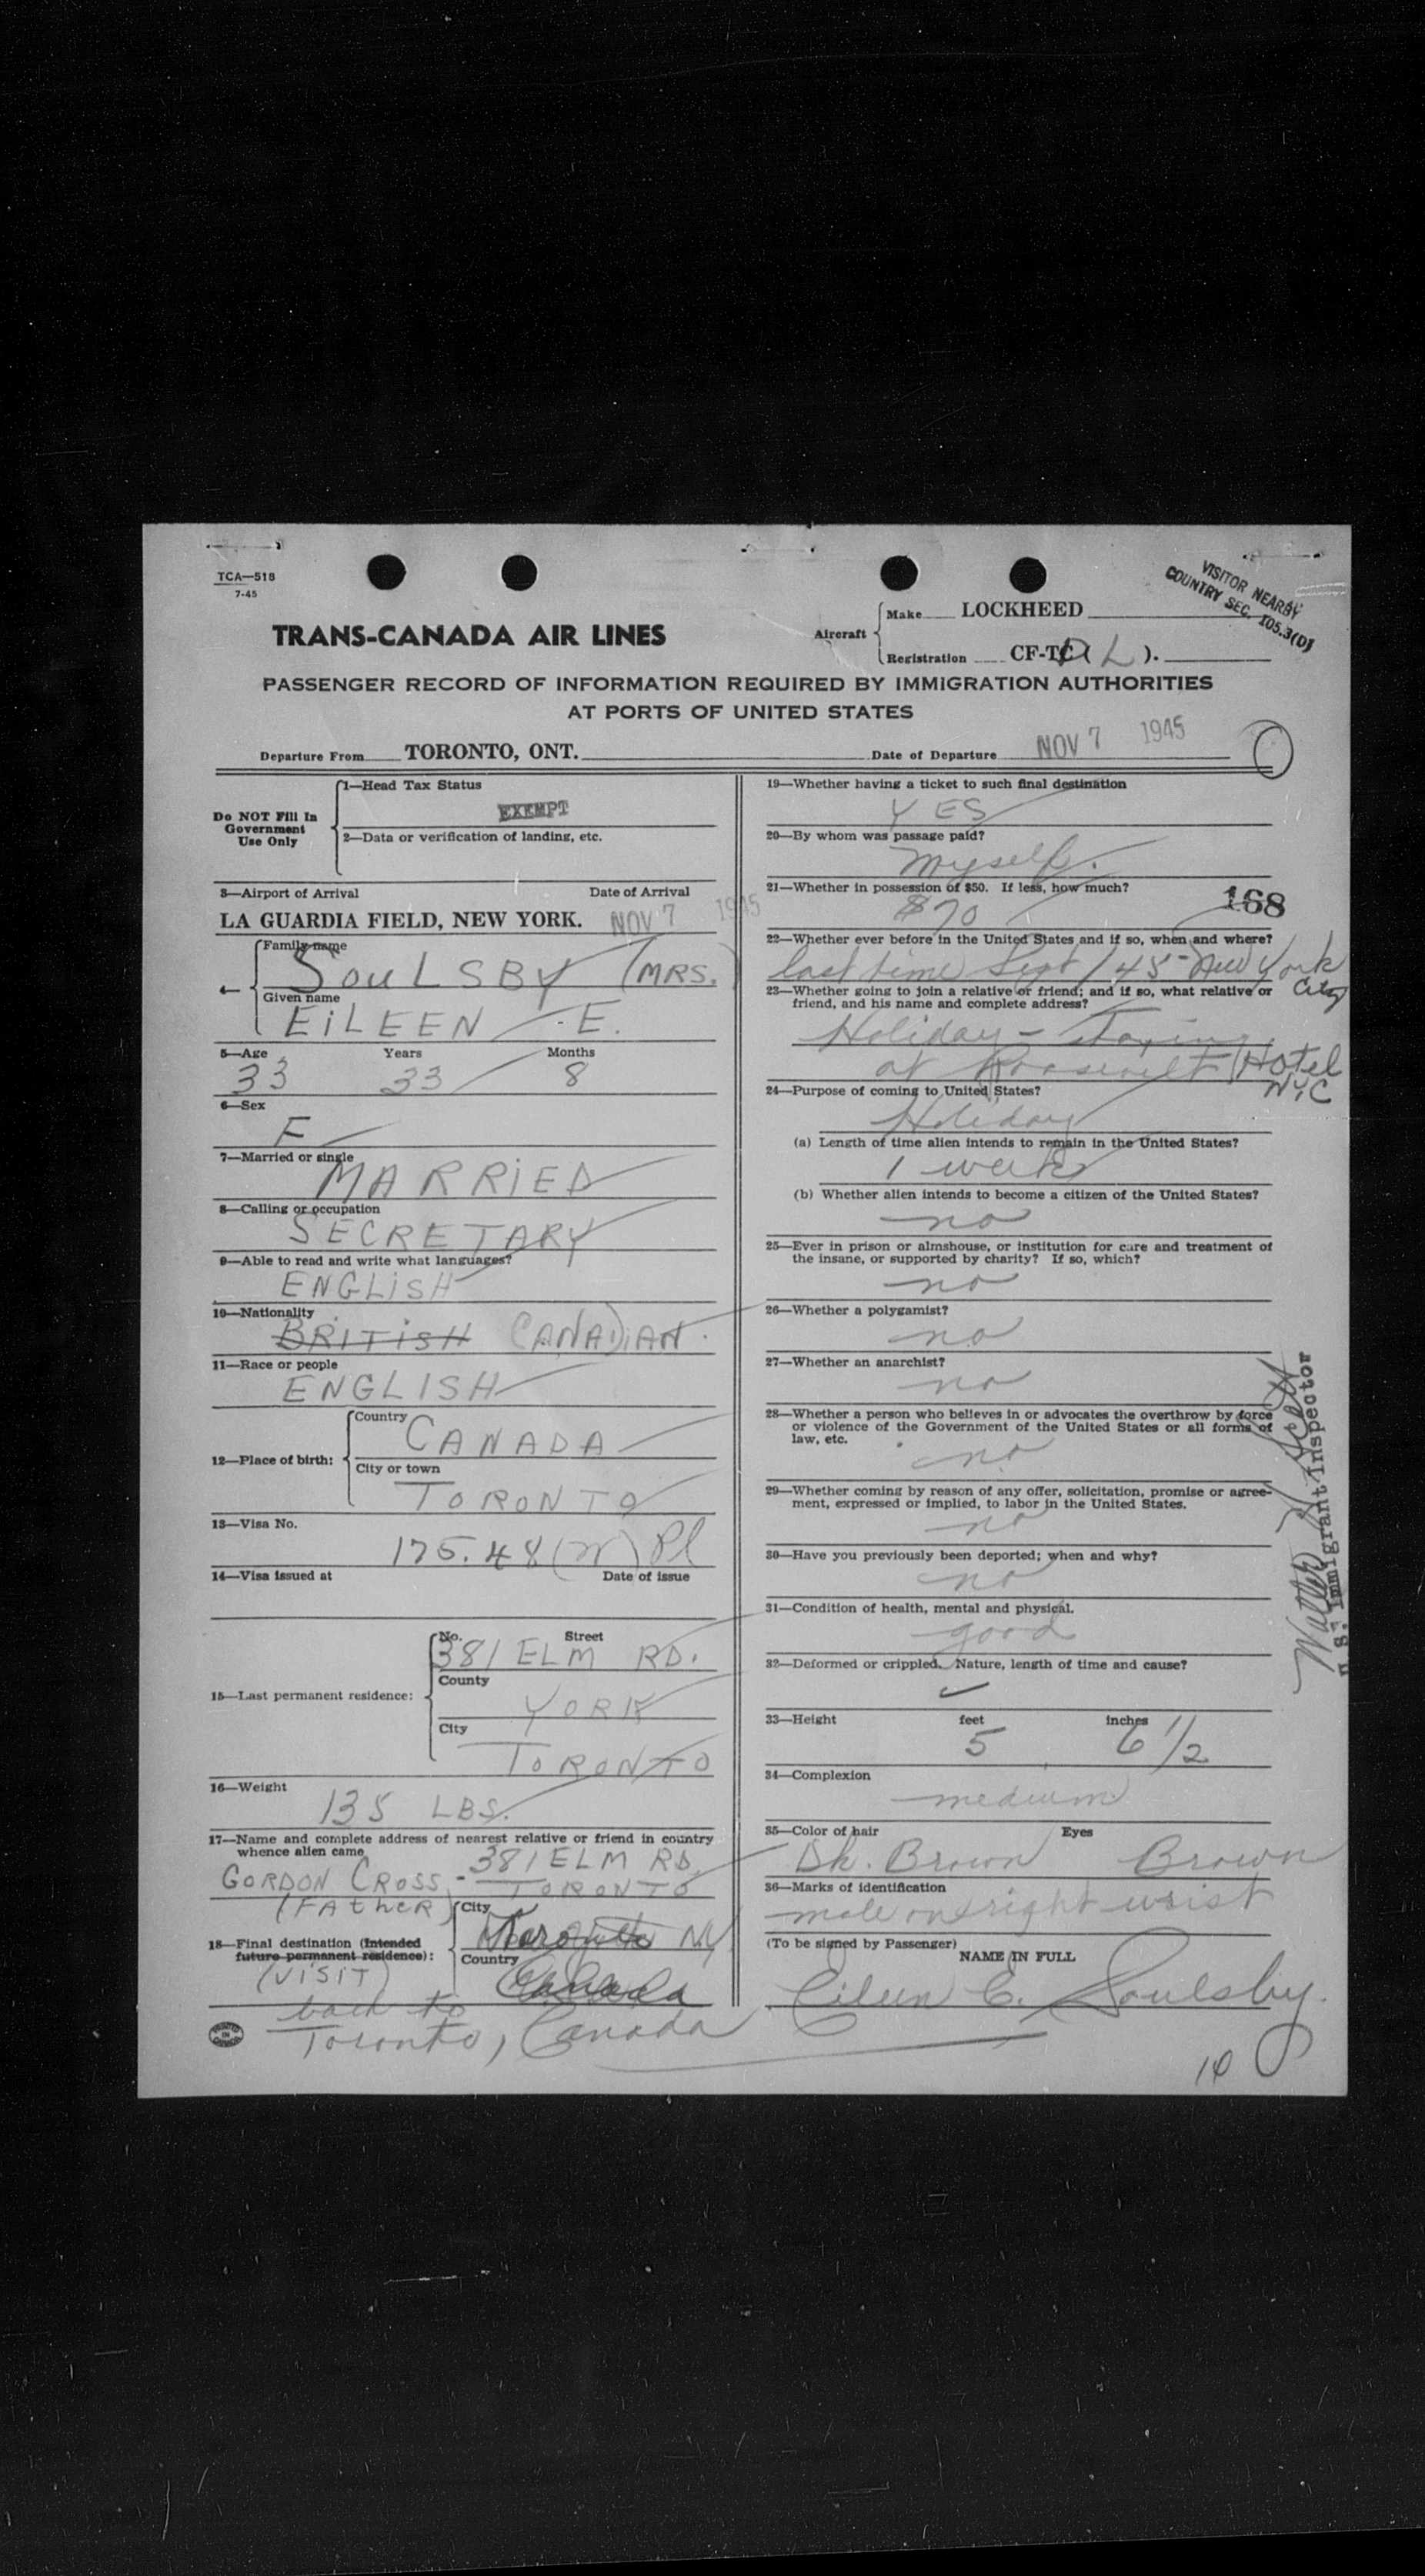 TCA—518
7-45
VISITOR NEARBY
COUNTRY SEC. 105.3(D)
TRANS-CANADA AIR LINES
Aircraft
Make LOCKHEED
Registration CF-TC( L ).
PASSENGER RECORD OF INFORMATION REQUIRED BY IMMIGRATION AUTHORITIES
AT PORTS OF UNITED STATES
Departure From TORONTO, ONT. Date of Departure NOV 7 1945
Do NOT Fill In
Government
Use Only
1—Head Tax Status
EXEMPT
2—Data or verification of landing, etc.
3—Airport of Arrival Date of Arrival
LA GUARDIA FIELD, NEW YORK. NOV 7 1945
4—
Family name
SOULSBY (MRS.)
Given name
EILEEN E.
5—Age Years Months
33 33 8
6—Sex
F
7—Married or single
MARRIED
8—Calling or occupation
SECRETARY
9—Able to read and write what languages?
ENGLISH
10—Nationality
BRITISH CANADIAN.
11—Race or people
ENGLISH
12—Place of birth:
Country
CANADA
City or town
TORONTO
13—Visa No.
175.48
14—Visa issued at Date of issue
15—Last permanent residence:
No. Street
381 ELM RD.
County
YORK
City
TORONTO
16—Weight
135 LBS.
17—Name and complete address of nearest relative or friend in country
whence alien came
GORDON CROSS - 381 ELM RD.
TORONTO
(FATHER)
18—Final destination (Intended
future permanent residence):
(VISIT)
City
Toronto NY
Country
Canada
back to
Toronto, Canada
PRINTED
IN
CANADA
19—Whether having a ticket to such final destination
YES
20—By whom was passage paid?
Myself.
21—Whether in possession of $50. If less, how much?
$70
168
22—Whether ever before in the United States and if so, when and where?
last time Sept/45 - New York
City
23—Whether going to join a relative or friend; and if so, what relative or
friend, and his name and complete address?
Holiday - Staying
at Roosevelt Hotel
NYC
24—Purpose of coming to United States?
Holiday
(a) Length of time alien intends to remain in the United States?
1 week
(b) Whether alien intends to become a citizen of the United States?
no
25—Ever in prison or almshouse, or institution for care and treatment of
the insane, or supported by charity? If so, which?
no
26—Whether a polygamist?
no
27—Whether an anarchist?
no
28—Whether a person who believes in or advocates the overthrow by force
or violence of the Government of the United States or all forms of
law, etc.
no
29—Whether coming by reason of any offer, solicitation, promise or agree-
ment, expressed or implied, to labor in the United States.
no
30—Have you previously been deported; when and why?
no
31—Condition of health, mental and physical.
good
32—Deformed or crippled. Nature, length of time and cause?
33—Height feet inches
5 6 1/2
34—Complexion
medium
35—Color of hair Eyes
Dk. Brown Brown
36—Marks of identification
mole on right wrist
(To be signed by Passenger)
NAME IN FULL
Eileen E. Soulsby.
U.S. Immigrant Inspector